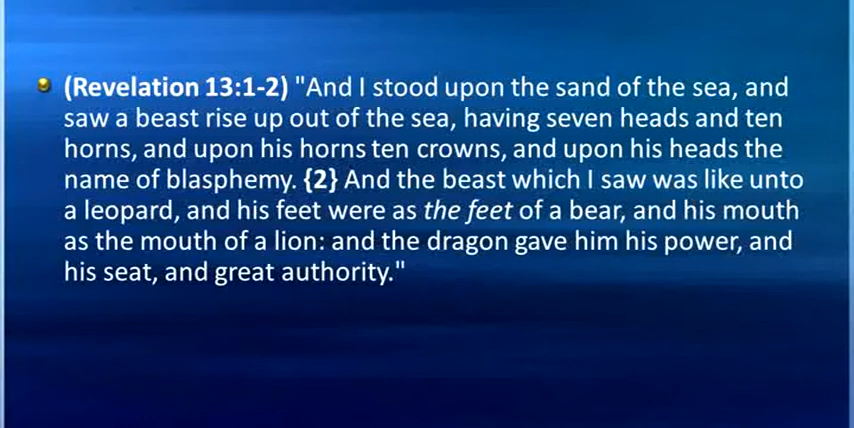 (Revelation 13:1-2) "And I stood upon the sand of the sea, and
saw a beast rise up out of the sea, having seven heads and ten
horns, and upon his horns ten crowns, and upon his heads the
name of blasphemy. {2} And the beast which I saw was like unto
a leopard, and his feet were as the feet of a bear, and his mouth
as the mouth of a lion: and the dragon gave him his power, and
his seat, and great authority."